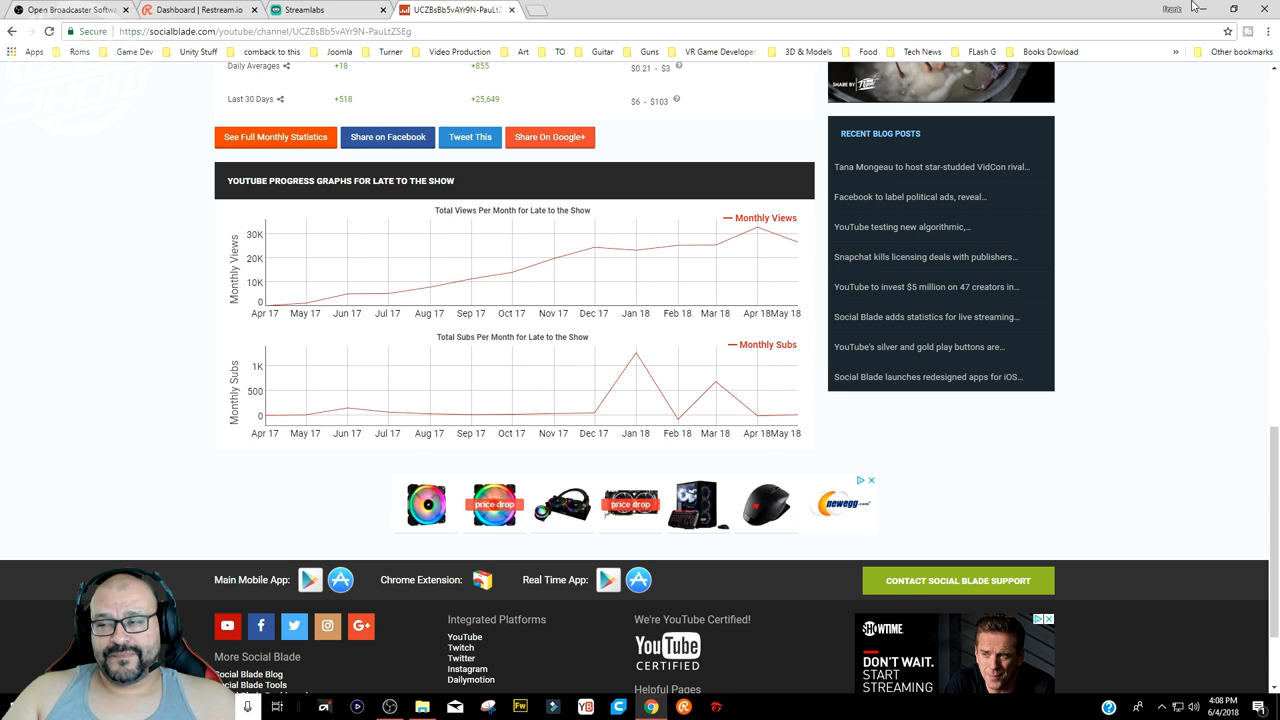 Open Broadcaster Softwa
Dashboard | Restream.io
Streamlabs
UCZBsBb5vAYr9N-PauLtZSEg
Secure
https://socialblade.com/youtube/channel/UCZBsBb5vAYr9N-PauLtZSEg
Apps
Roms
Game Dev
Unity Stuff
comback to this
Joomla
Turner
Video Production
Art
TO
Guitar
Guns
VR Game Develope
3D & Models
Food
Tech News
FLash G
Books Dowload
»
Other bookmarks
Daily Averages
+18
+855
$0.21 - $3
Last 30 Days
+518
+25,649
$6 - $103
See Full Monthly Statistics
Share on Facebook
Tweet This
Share On Google+
SHARE BY
RECENT BLOG POSTS
Tana Mongeau to host star-studded VidCon rival…
Facebook to label political ads, reveal…
YouTube testing new algorithmic,…
Snapchat kills licensing deals with publishers…
YouTube to invest $5 million on 47 creators in…
Social Blade adds statistics for live streaming…
YouTube's silver and gold play buttons are…
Social Blade launches redesigned apps for iOS…
YOUTUBE PROGRESS GRAPHS FOR LATE TO THE SHOW
Total Views Per Month for Late to the Show
Monthly Views
Monthly Views
30K
20K
10K
0
Apr 17 May 17 Jun 17 Jul 17 Aug 17 Sep 17 Oct 17 Nov 17 Dec 17 Jan 18 Feb 18 Mar 18 Apr 18 May 18
Total Subs Per Month for Late to the Show
Monthly Subs
Monthly Subs
1K
500
0
Apr 17 May 17 Jun 17 Jul 17 Aug 17 Sep 17 Oct 17 Nov 17 Dec 17 Jan 18 Feb 18 Mar 18 Apr 18 May 18
price drop
price drop
newegg.com
Main Mobile App:
Chrome Extension:
Real Time App:
CONTACT SOCIAL BLADE SUPPORT
More Social Blade
Social Blade Blog
Social Blade Tools
Integrated Platforms
YouTube
Twitch
Twitter
Instagram
Dailymotion
We're YouTube Certified!
YouTube
CERTIFIED
Helpful Pages
SHOWTIME
DON'T WAIT.
START
STREAMING
4:08 PM
6/4/2018